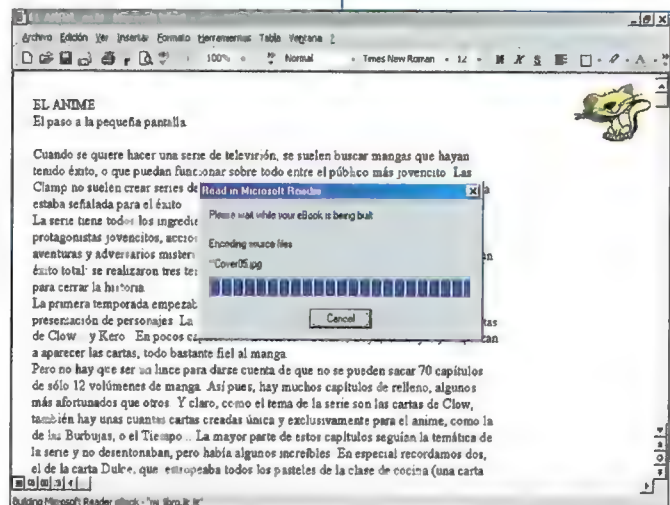 Archivo Edición Ver Insertar Formato Herramientas Tabla Ventana ?
100% Normal Times New Roman 12 N K S
EL ANIME
El paso a la pequeña pantalla
Cuando se quiere hacer una serie de televisión, se suelen buscar mangas que hayan
tenido éxito, o que puedan funcionar sobre todo entre el público más jovencito Las
Clamp no suelen crear series de
estaba señalada para el éxito
La serie tiene todos los ingredie
protagonistas jovencitos, accion
aventuras y adversarios misteri
éxito total: se realizaron tres te
para cerrar la historia
La primera temporada empezab
presentación de personajes La
de Clow y Kero En pocos
a aparecer las cartas, todo bastante fiel al manga
Pero no hay que ser un lince para darse cuenta de que no se pueden sacar 70 capítulos
de sólo 12 volúmenes de manga Así pues, hay muchos capítulos de relleno, algunos
más afortunados que otros Y claro, como el tema de la serie son las cartas de Clow,
también hay unas cuantas cartas creadas única y exclusivamente para el anime, como la
de las Burbujas, o el Tiempo... La mayor parte de estos capítulos seguían la temática de
la serie y no desentonaban, pero había algunos increíbles En especial recordamos dos,
el de la carta Dulce, que estropeaba todos los pasteles de la clase de cocina (una carta
Read in Microsoft Reader
Please wait while your eBook is being built
Encoding source files
"Cover05.jpg
Cancel
Building Microsoft Reader eBook - "mi libro.lit"